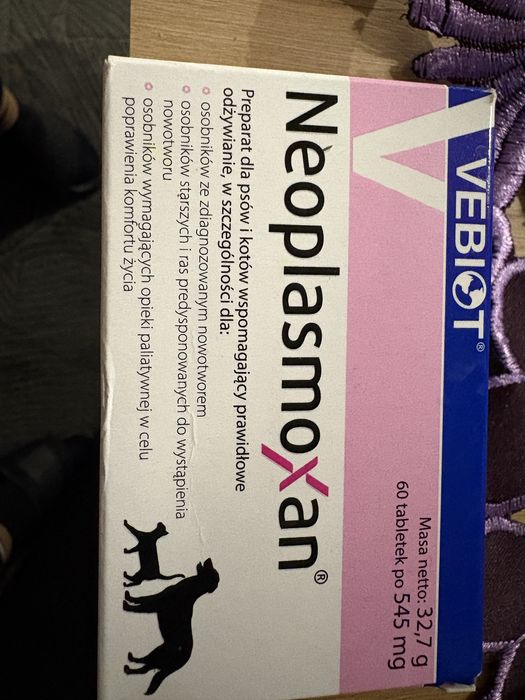 VEBIOT®
Masa netto: 32,7 g
60 tabletek po 545 mg
Neoplasmoxan®
Preparat dla psów i kotów wspomagający prawidłowe
odżywianie, w szczególności dla:
osobników ze zdiagnozowanym nowotworem
osobników starszych i ras predysponowanych do wystąpienia
nowotworu
osobników wymagających opieki paliatywnej w celu
poprawienia komfortu życia